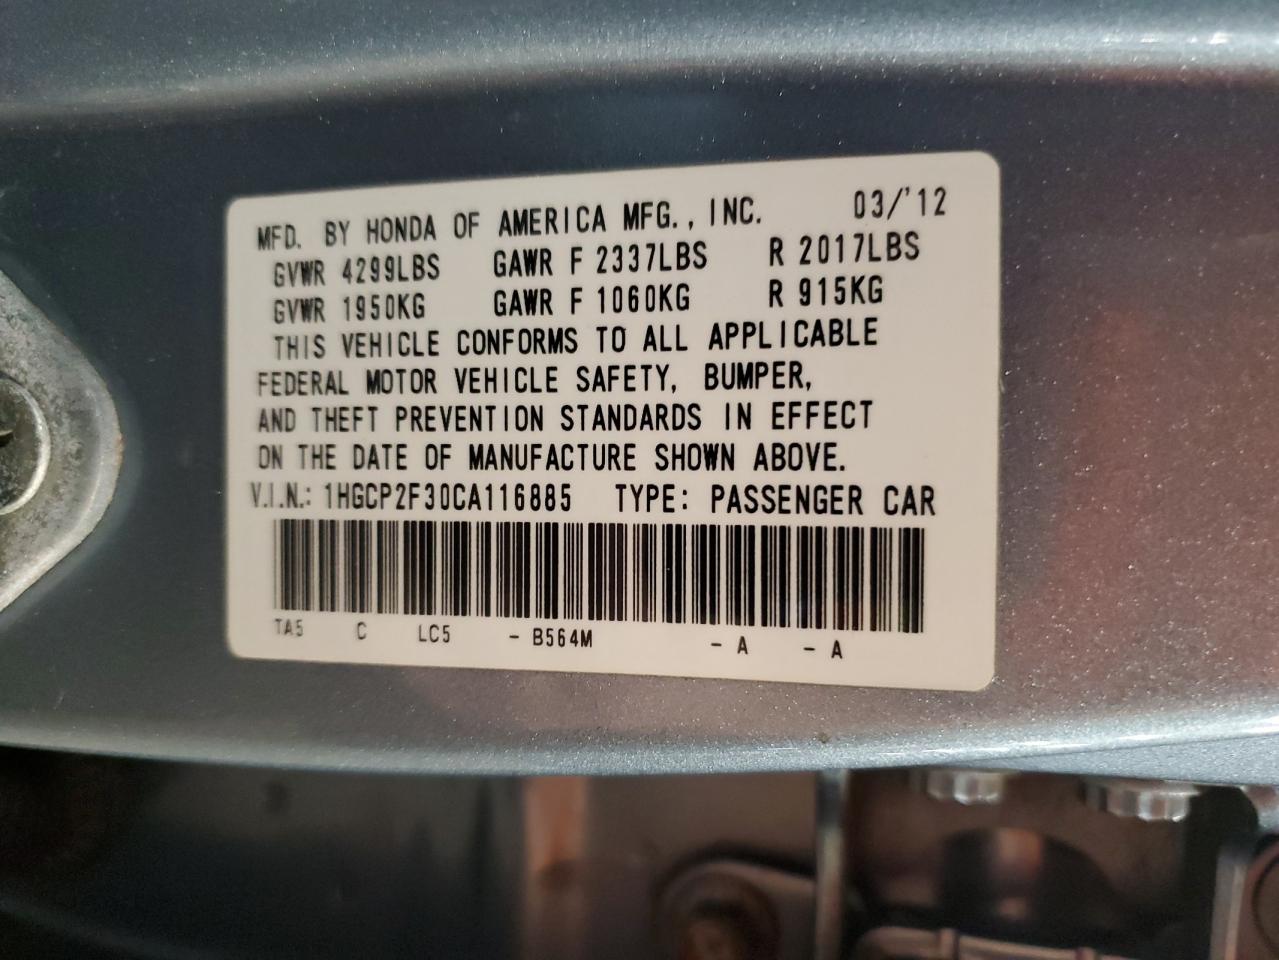 MFD. BY HONDA OF AMERICA MFG., INC. 03/'12
GVWR 4299LBS GAWR F 2337LBS R 2017LBS
GVWR 1950KG GAWR F 1060KG R 915KG
THIS VEHICLE CONFORMS TO ALL APPLICABLE
FEDERAL MOTOR VEHICLE SAFETY, BUMPER,
AND THEFT PREVENTION STANDARDS IN EFFECT
ON THE DATE OF MANUFACTURE SHOWN ABOVE.
V.I.N.: 1HGCP2F30CA116885 TYPE: PASSENGER CAR
TA5 C LC5 - B564M - A - A